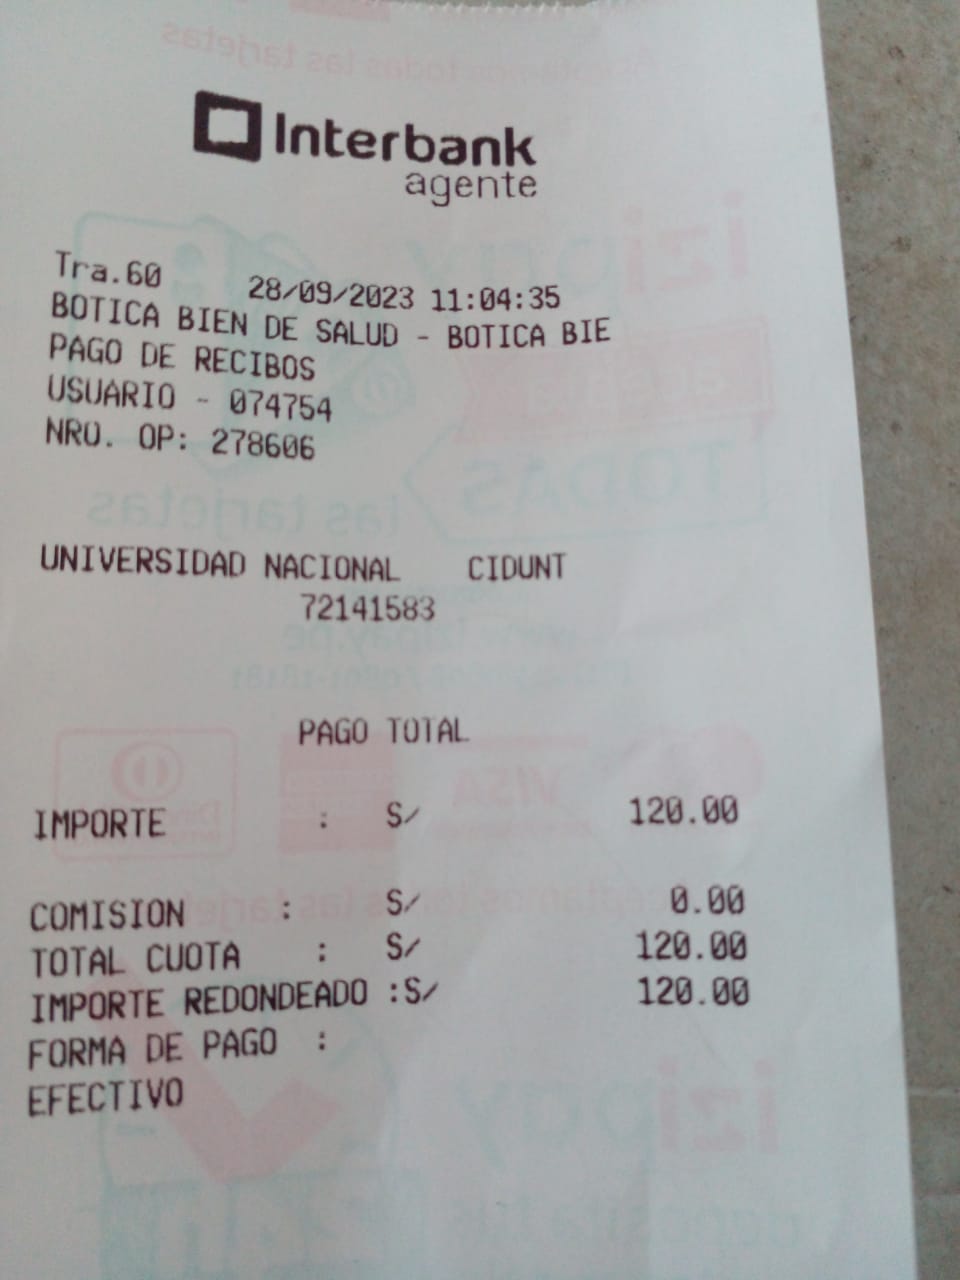 Interbank
agente
Tra.60 28/09/2023 11:04:35
BOTICA BIEN DE SALUD - BOTICA BIE
PAGO DE RECIBOS
USUARIO - 074754
NRO. OP: 278606
UNIVERSIDAD NACIONAL CIDUNT
72141583
PAGO TOTAL
IMPORTE : S/ 120.00
COMISION : S/ 0.00
TOTAL CUOTA : S/ 120.00
IMPORTE REDONDEADO :S/ 120.00
FORMA DE PAGO :
EFECTIVO